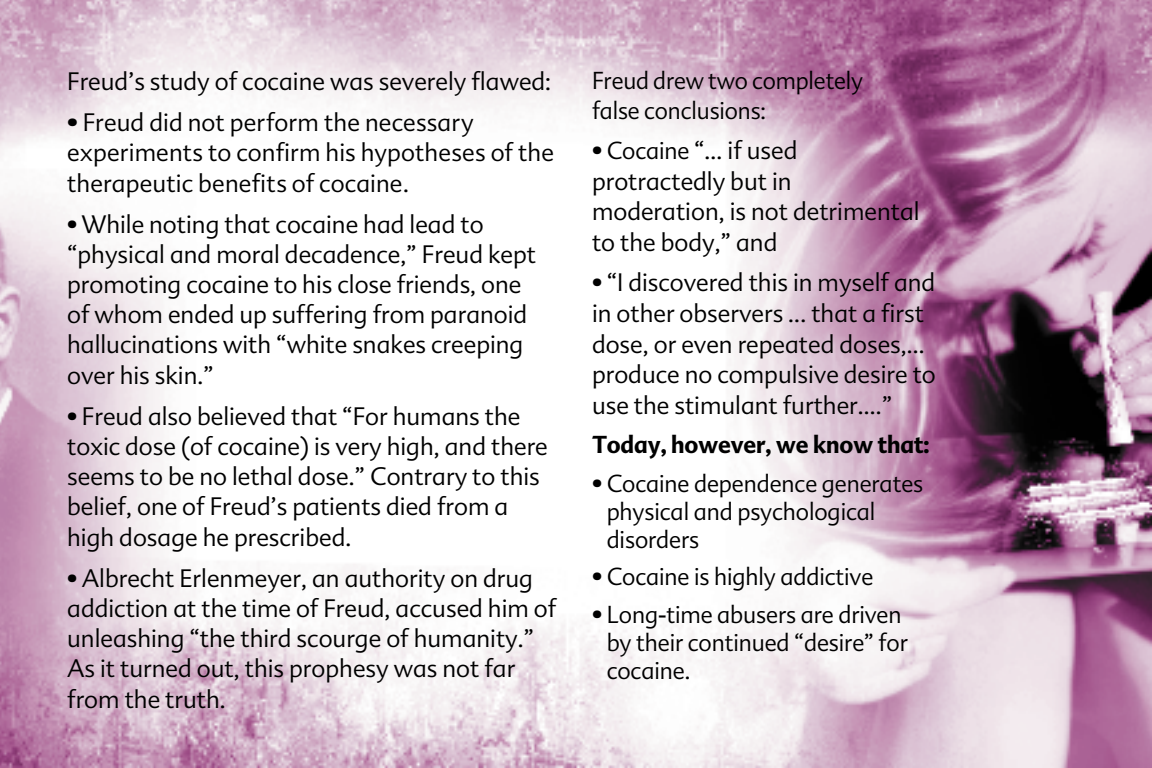 Freud’s study of cocaine was severely flawed:
• Freud did not perform the necessary
experiments to confirm his hypotheses of the
therapeutic benefits of cocaine.
• While noting that cocaine had lead to
“physical and moral decadence,” Freud kept
promoting cocaine to his close friends, one
of whom ended up suffering from paranoid
hallucinations with “white snakes creeping
over his skin.”
• Freud also believed that “For humans the
toxic dose (of cocaine) is very high, and there
seems to be no lethal dose.” Contrary to this
belief, one of Freud’s patients died from a
high dosage he prescribed.
• Albrecht Erlenmeyer, an authority on drug
addiction at the time of Freud, accused him of
unleashing “the third scourge of humanity.”
As it turned out, this prophesy was not far
from the truth.
Freud drew two completely
false conclusions:
• Cocaine “... if used
protractedly but in
moderation, is not detrimental
to the body,” and
• “I discovered this in myself and
in other observers ... that a first
dose, or even repeated doses,...
produce no compulsive desire to
use the stimulant further....”
Today, however, we know that:
• Cocaine dependence generates
physical and psychological
disorders
• Cocaine is highly addictive
• Long-time abusers are driven
by their continued “desire” for
cocaine.